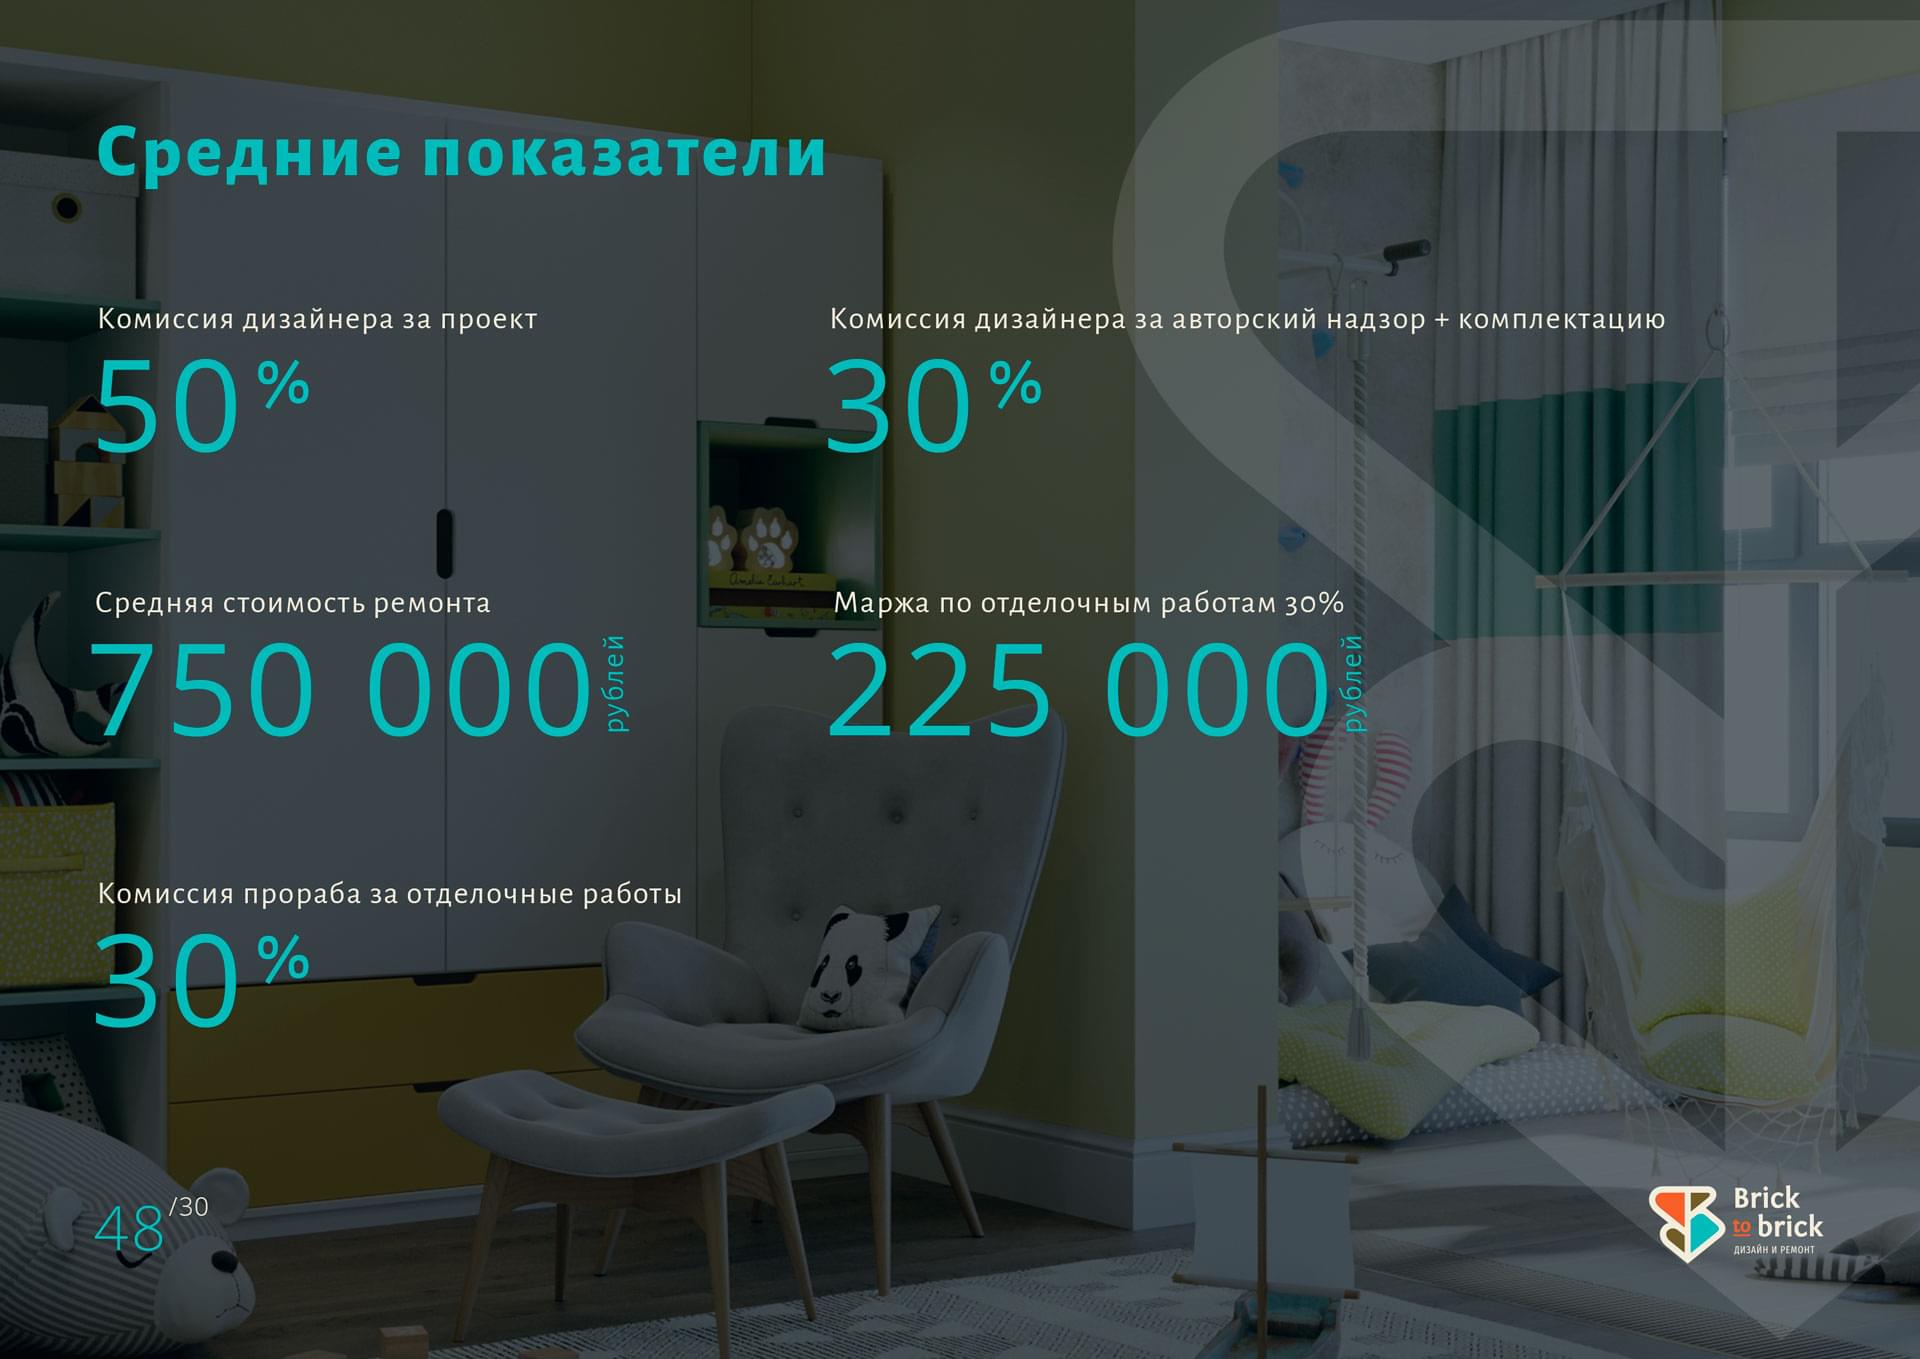 Средние показатели
Комиссия дизайнера за проект
50 %
Комиссия дизайнера за авторский надзор + комплектацию
30 %
Средняя стоимость ремонта
750 000 рублей
Маржа по отделочным работам 30%
225 000 рублей
Комиссия прораба за отделочные работы
30 %
48 /30
Brick
to brick
ДИЗАЙН И РЕМОНТ
Amelia Earhart